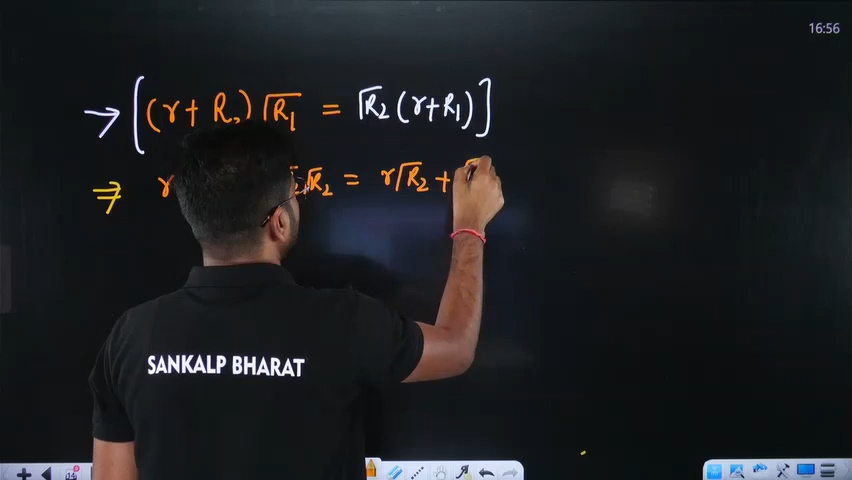 16:56
→ [(r + R₂) √R₁ = √R₂ (r+R₁)]
⇒ r √R₂ = r√R₂ +
SANKALP BHARAT